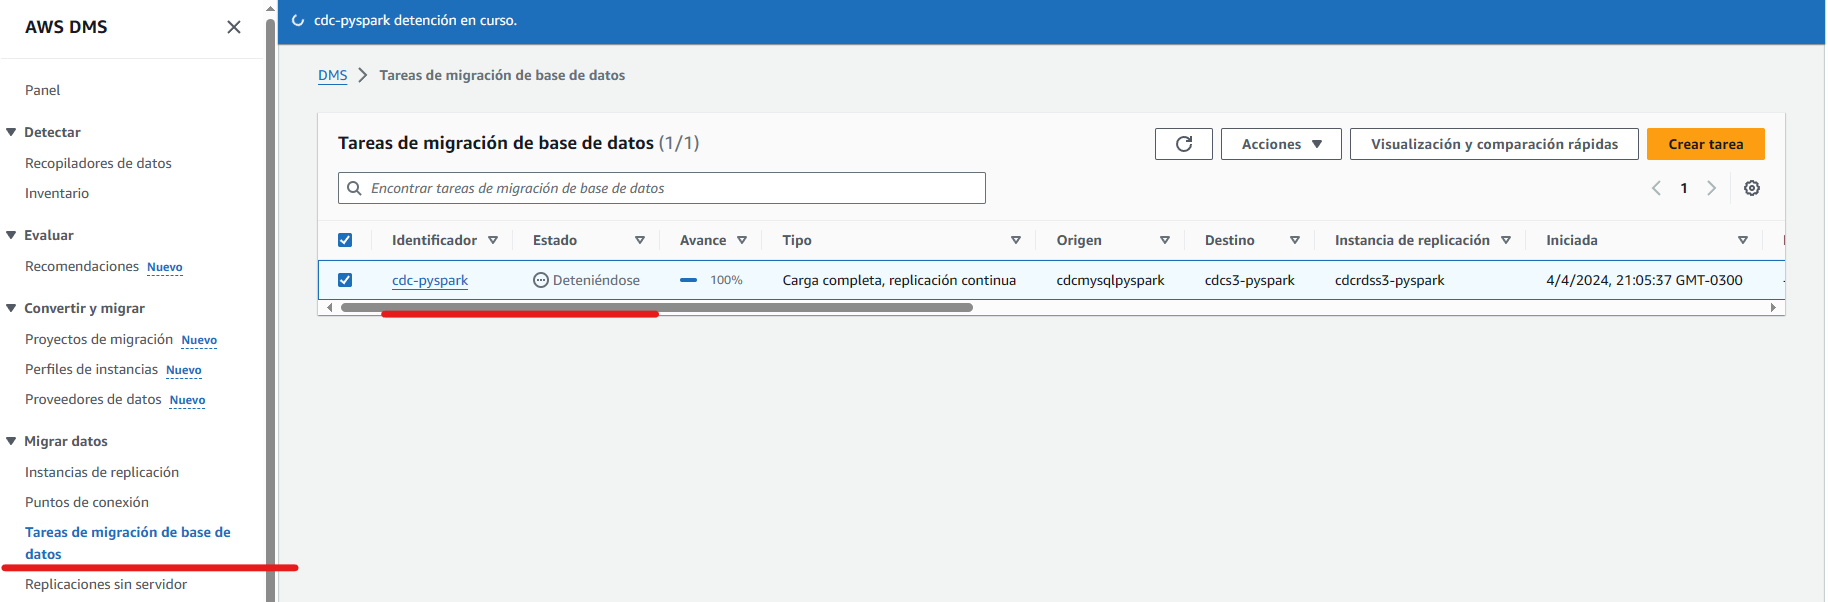 AWS DMS
Panel
Detectar
Recopiladores de datos
Inventario
Evaluar
Recomendaciones Nuevo
Convertir y migrar
Proyectos de migración Nuevo
Perfiles de instancias Nuevo
Proveedores de datos Nuevo
Migrar datos
Instancias de replicación
Puntos de conexión
Tareas de migración de base de
datos
Replicaciones sin servidor
cdc-pyspark detención en curso.
DMS Tareas de migración de base de datos
Tareas de migración de base de datos (1/1)
Acciones Visualización y comparación rápidas Crear tarea
Encontrar tareas de migración de base de datos
1
Identificador Estado Avance Tipo Origen Destino Instancia de replicación Iniciada
cdc-pyspark Deteniéndose 100% Carga completa, replicación continua cdcmysqlpyspark cdcs3-pyspark cdcrdss3-pyspark 4/4/2024, 21:05:37 GMT-0300